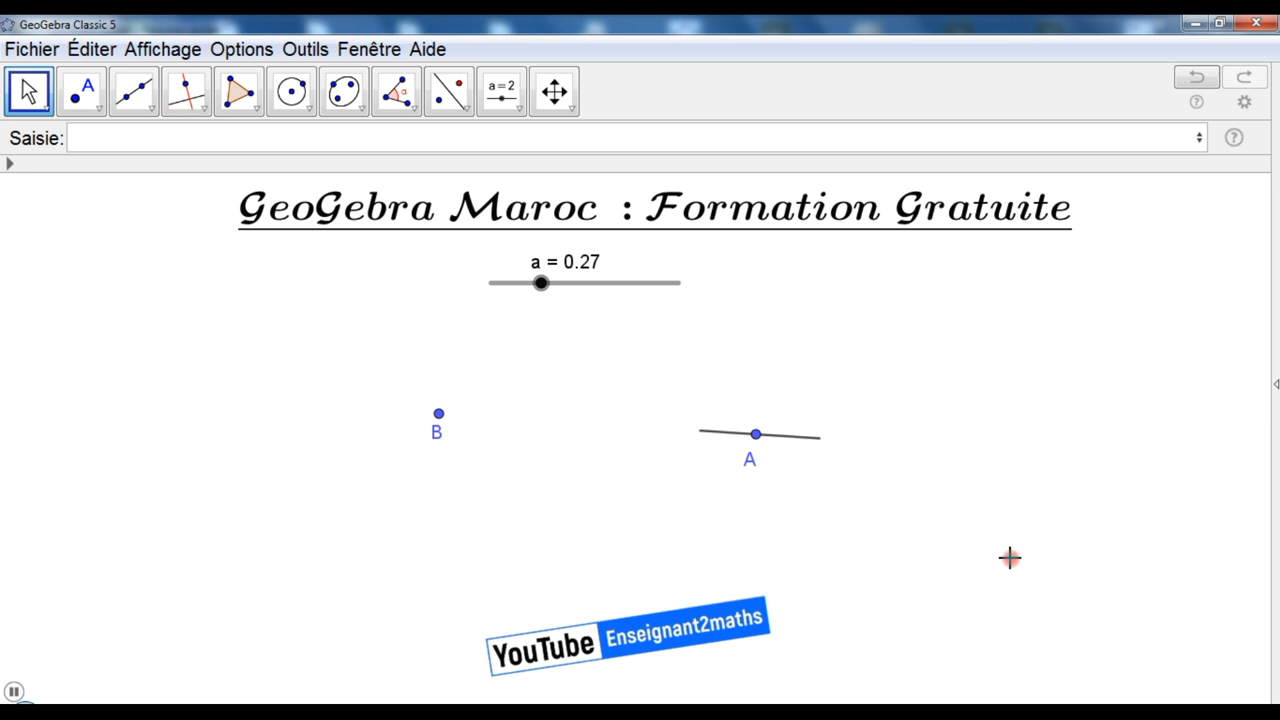 GeoGebra Classic 5
Fichier Éditer Affichage Options Outils Fenêtre Aide
A
α
a=2
Saisie:
GeoGebra Maroc : Formation Gratuite
a = 0.27
B
A
YouTube Enseignant2maths